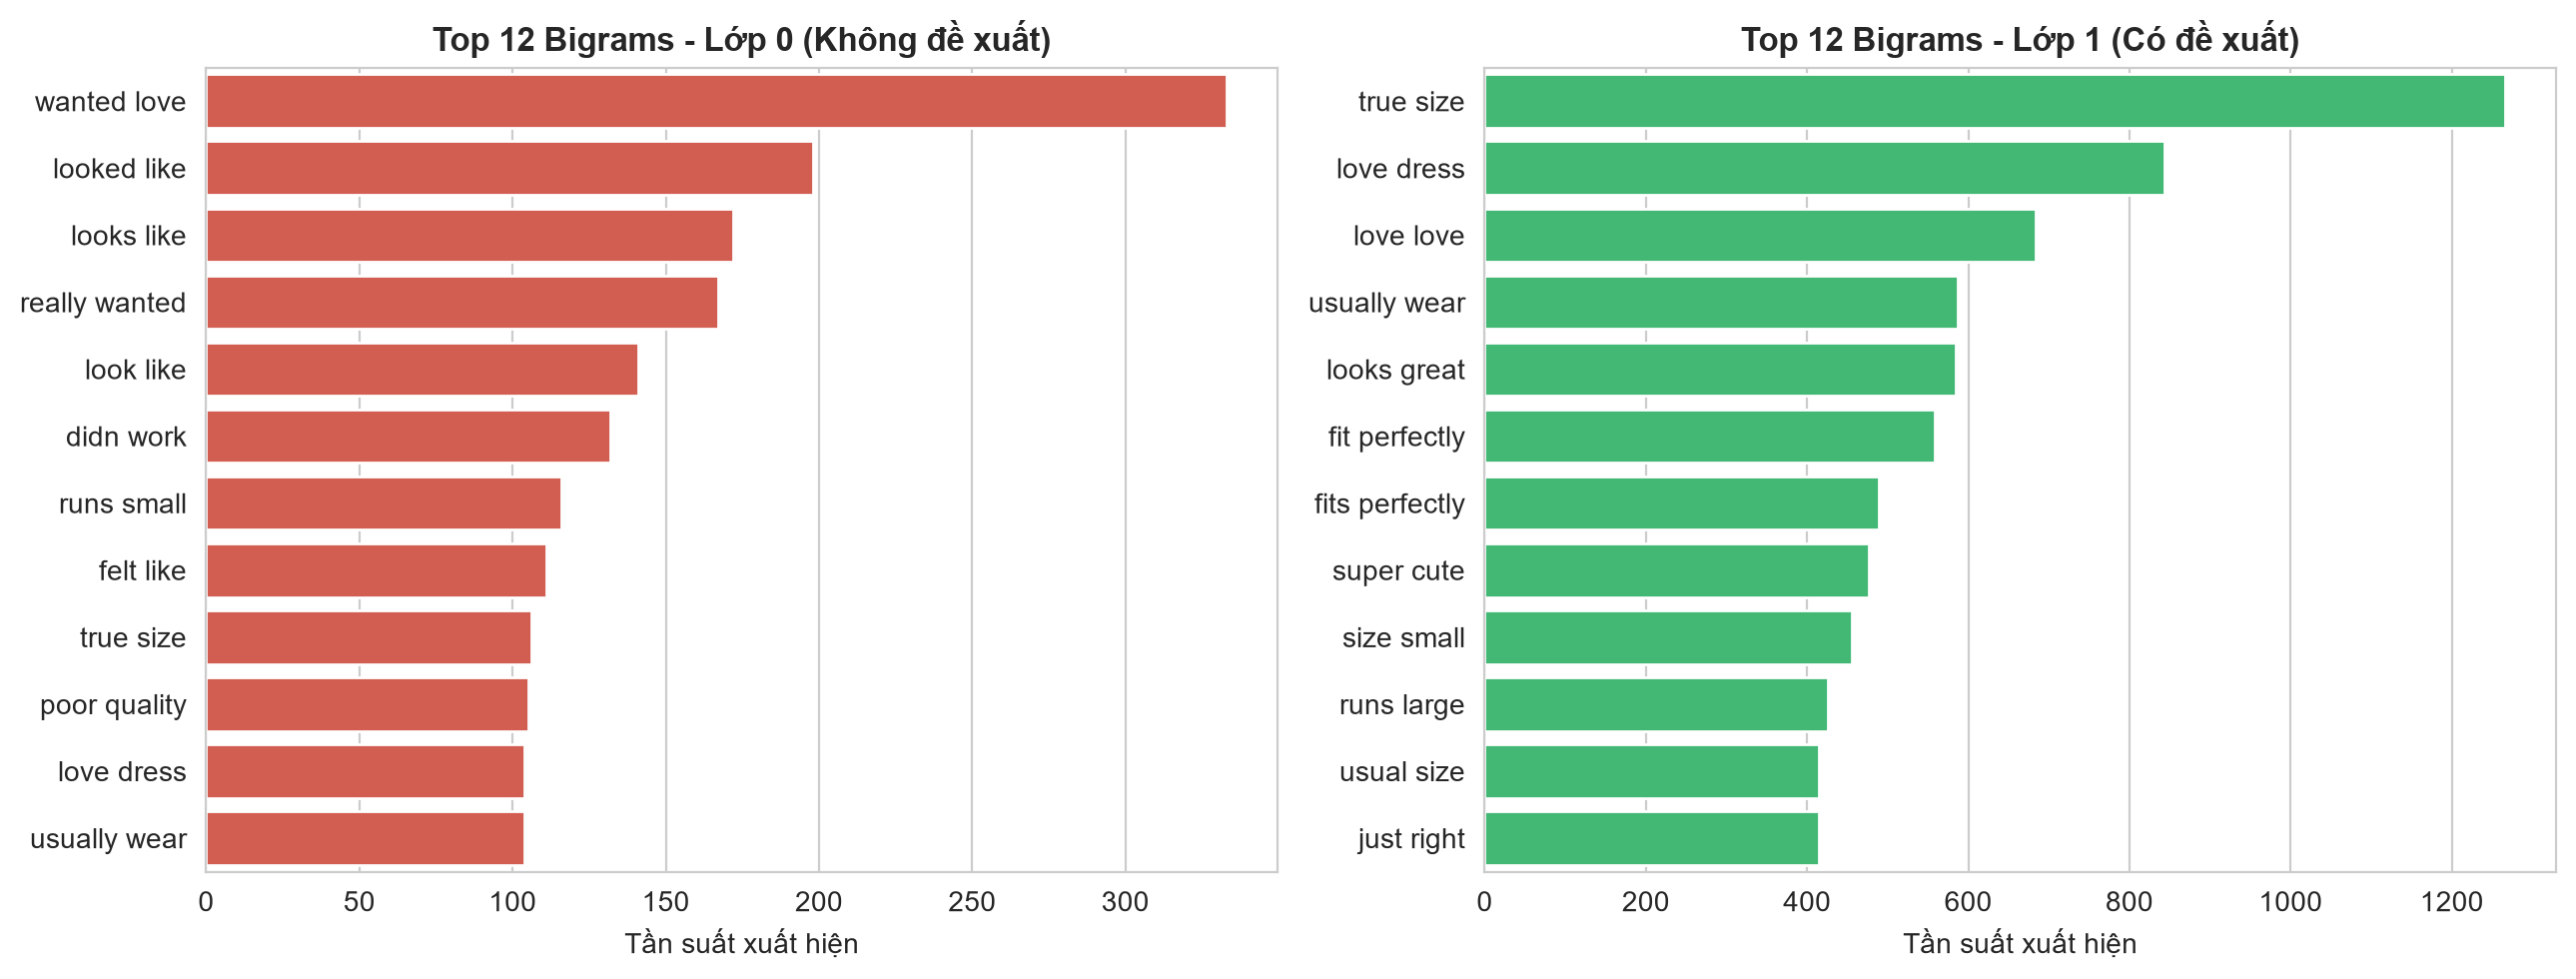 Top 12 Bigrams - Lớp 0 (Không đề xuất)
wanted love
looked like
looks like
really wanted
look like
didn work
runs small
felt like
true size
poor quality
love dress
usually wear
0 50 100 150 200 250 300
Tần suất xuất hiện
Top 12 Bigrams - Lớp 1 (Có đề xuất)
true size
love dress
love love
usually wear
looks great
fit perfectly
fits perfectly
super cute
size small
runs large
usual size
just right
0 200 400 600 800 1000 1200
Tần suất xuất hiện